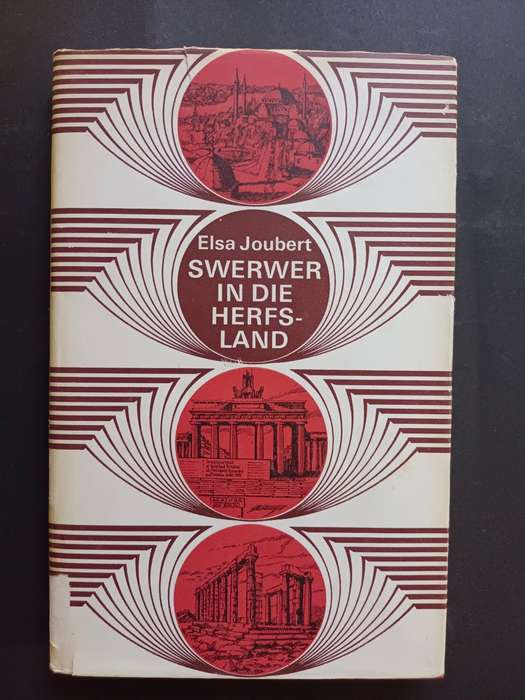 Elsa Joubert
SWERWER
IN DIE
HERFS-
LAND